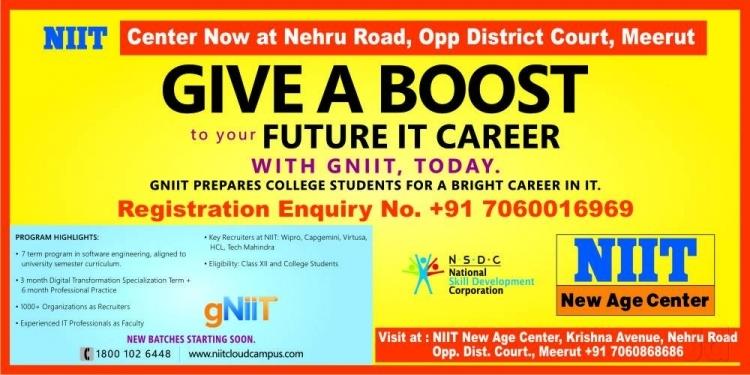 NIIT Center Now at Nehru Road, Opp District Court, Meerut
GIVE A BOOST
to your FUTURE IT CAREER
WITH GNIIT, TODAY.
GNIIT PREPARES COLLEGE STUDENTS FOR A BRIGHT CAREER IN IT.
Registration Enquiry No. +91 7060016969
PROGRAM HIGHLIGHTS:
• 7 term program in software engineering, aligned to
university semester curriculum.
• 3 month Digital Transformation Specialization Term +
6 month Professional Practice
• 1000+ Organizations as Recruiters
• Experienced IT Professionals as Faculty
• Key Recruiters at NIIT: Wipro, Capgemini, Virtusa,
HCL, Tech Mahindra
• Eligibility: Class XII and College Students
gNiiT
NEW BATCHES STARTING SOON.
1800 102 6448 | www.niitcloudcampus.com
N·S·D·C
National
Skill Development
Corporation
NIIT
New Age Center
Visit at : NIIT New Age Center, Krishna Avenue, Nehru Road
Opp. Dist. Court., Meerut +91 7060868686